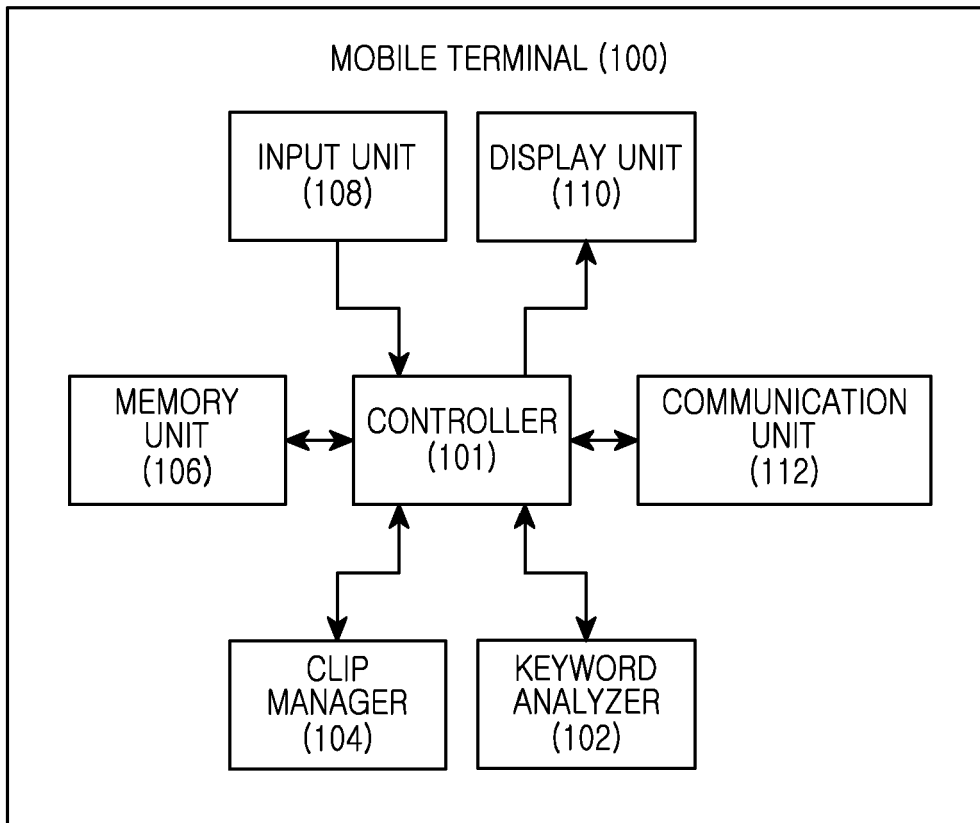 MOBILE TERMINAL (100)
INPUT UNIT
(108)
DISPLAY UNIT
(110)
MEMORY
UNIT
(106)
CONTROLLER
(101)
COMMUNICATION
UNIT
(112)
CLIP
MANAGER
(104)
KEYWORD
ANALYZER
(102)